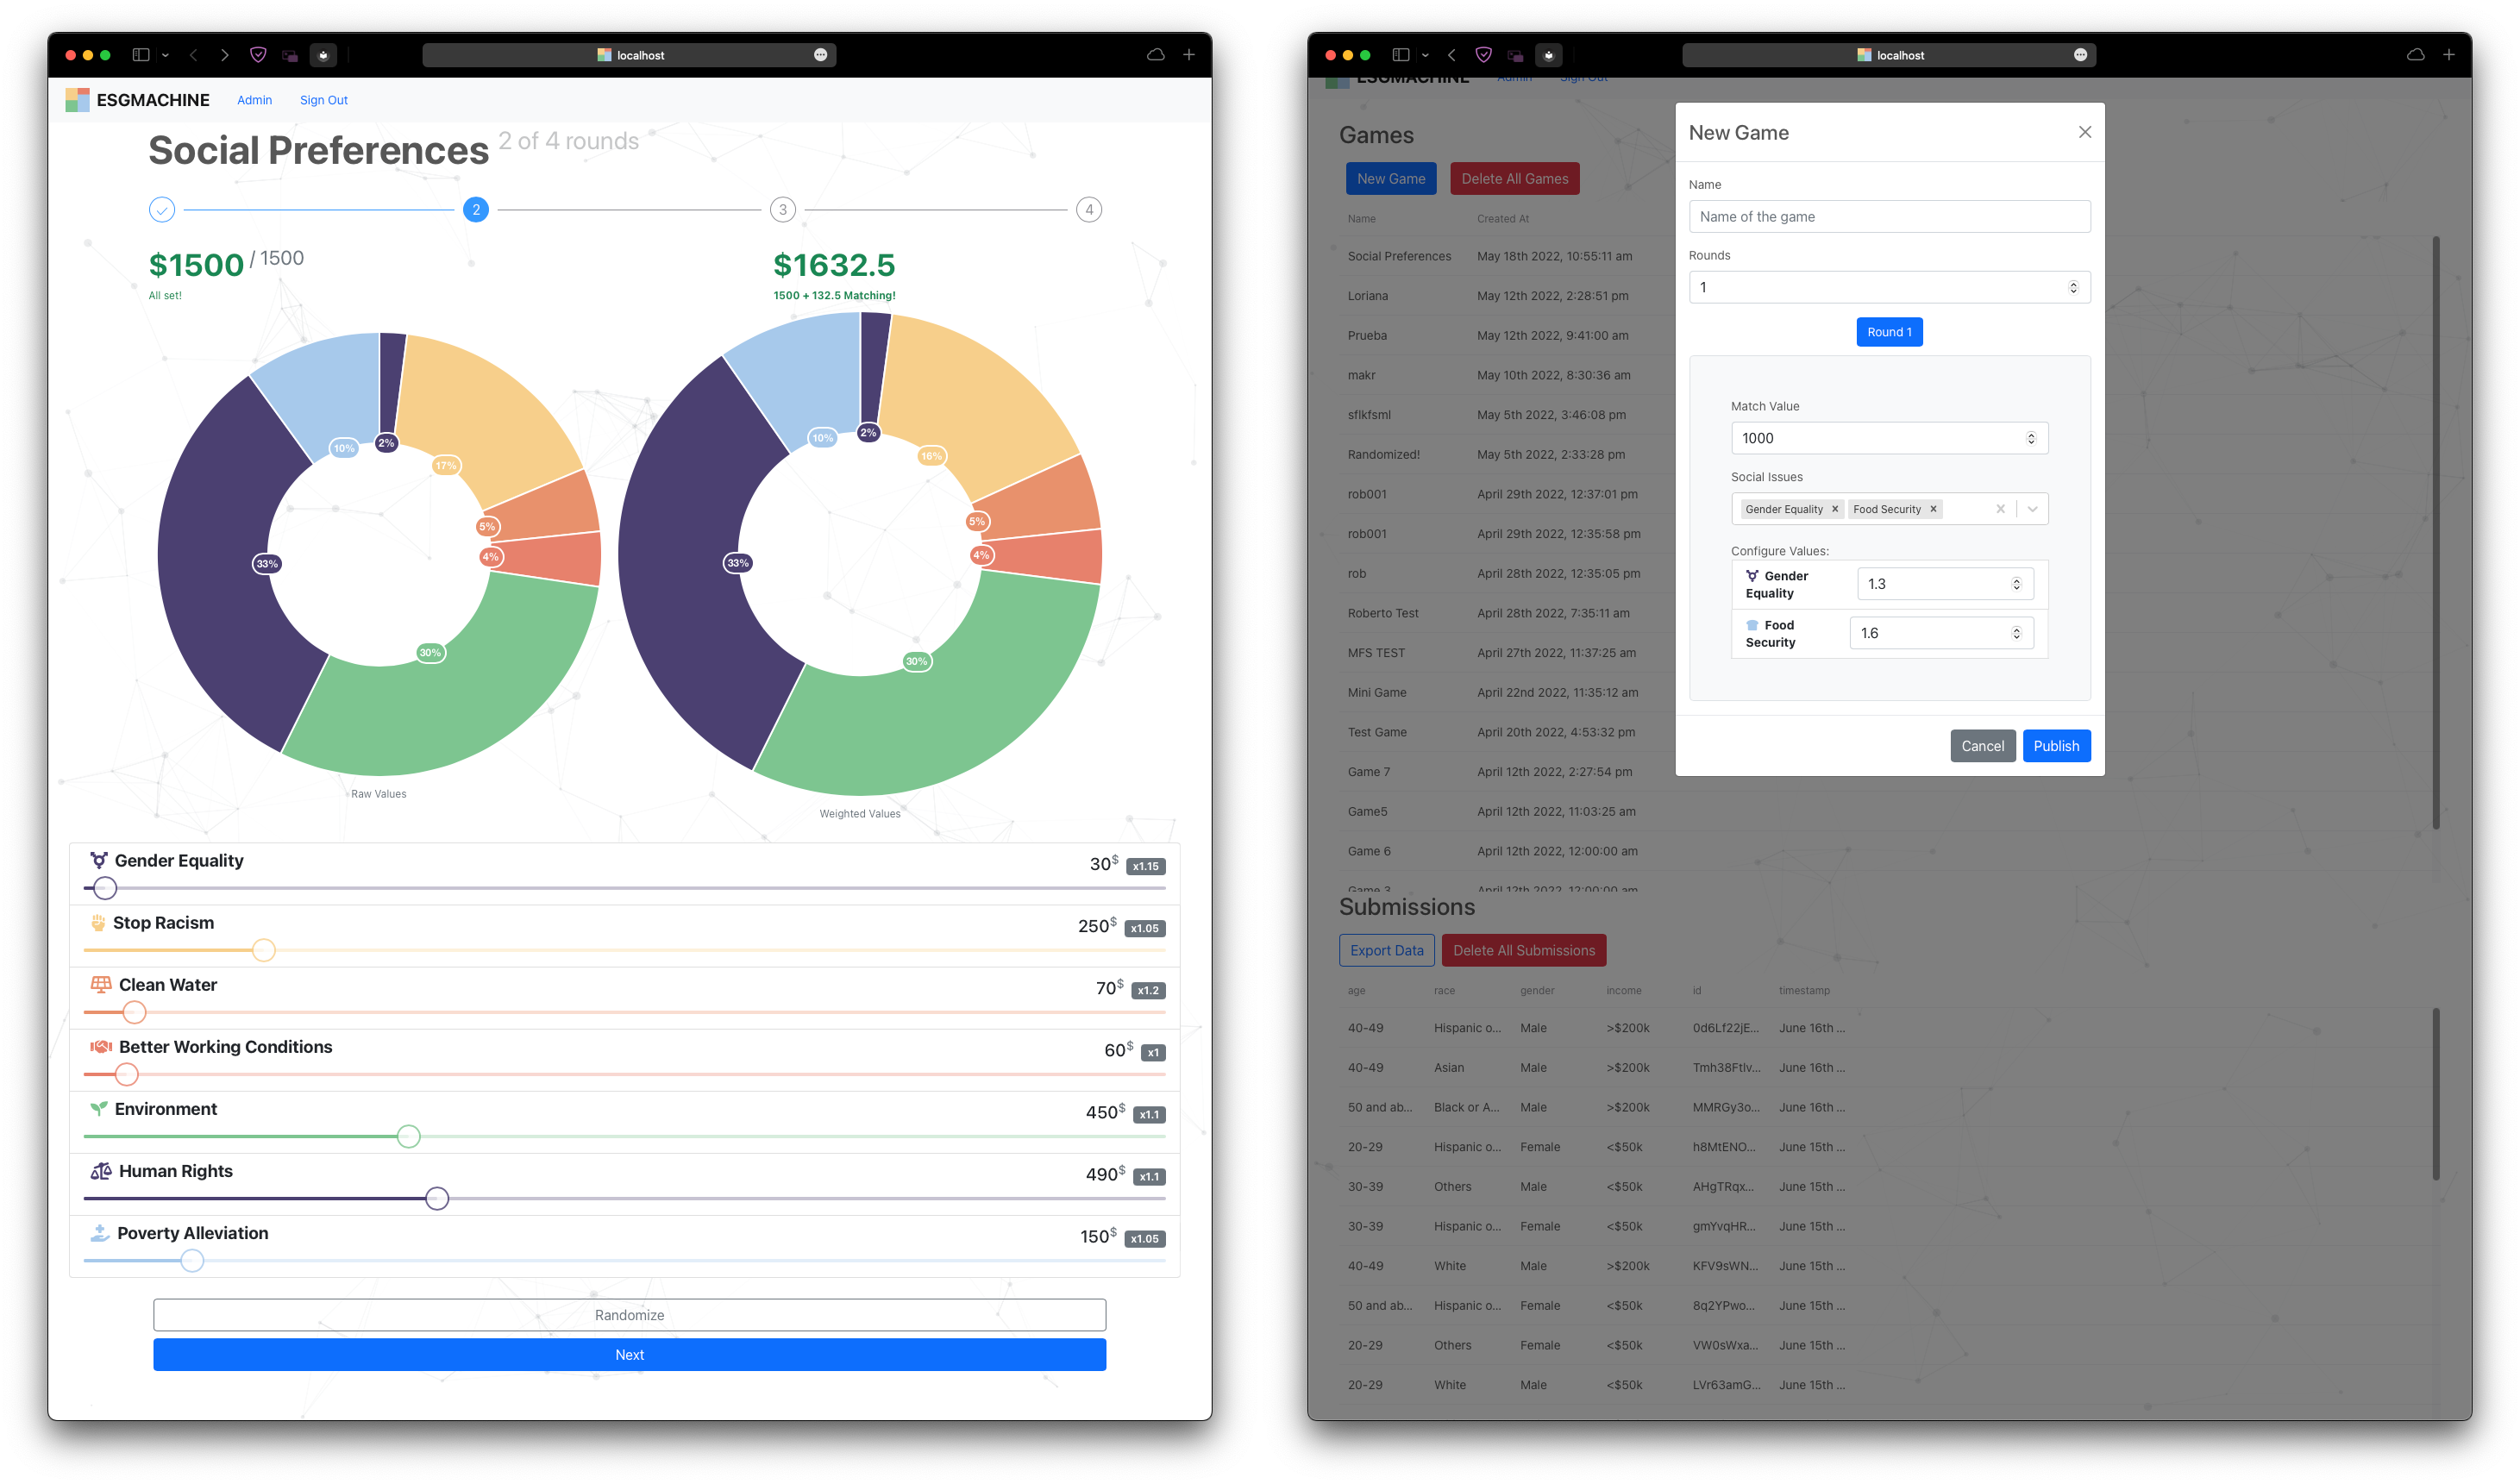 localhost
ESGMACHINE Admin Sign Out
Social Preferences 2 of 4 rounds
2 3 4
$1500 / 1500
All set!
$1632.5
1500 + 132.5 Matching!
10% 2% 17% 5% 4% 30% 33%
Raw Values
10% 2% 16% 5% 4% 30% 33%
Weighted Values
Gender Equality 30$ x1.15
Stop Racism 250$ x1.05
Clean Water 70$ x1.2
Better Working Conditions 60$ x1
Environment 450$ x1.1
Human Rights 490$ x1.1
Poverty Alleviation 150$ x1.05
Randomize
Next
localhost
ESGMACHINE Admin Sign Out
Games
New Game Delete All Games
Name Created At
Social Preferences May 18th 2022, 10:55:11 am
Loriana May 12th 2022, 2:28:51 pm
Prueba May 12th 2022, 9:41:00 am
makr May 10th 2022, 8:30:36 am
sflkfsml May 5th 2022, 3:46:08 pm
Randomized! May 5th 2022, 2:33:28 pm
rob001 April 29th 2022, 12:37:01 pm
rob001 April 29th 2022, 12:35:58 pm
rob April 28th 2022, 12:35:05 pm
Roberto Test April 28th 2022, 7:35:11 am
MFS TEST April 27th 2022, 11:37:25 am
Mini Game April 22nd 2022, 11:35:12 am
Test Game April 20th 2022, 4:53:32 pm
Game 7 April 12th 2022, 2:27:54 pm
Game5 April 12th 2022, 11:03:25 am
Game 6 April 12th 2022, 12:00:00 am
Game 3 April 12th 2022, 12:00:00 am
Submissions
Export Data Delete All Submissions
age race gender income id timestamp
40-49 Hispanic o... Male >$200k 0d6Lf22jE... June 16th ...
40-49 Asian Male >$200k Tmh38Ftlv... June 16th ...
50 and ab... Black or A... Male >$200k MMRGy3o... June 16th ...
20-29 Hispanic o... Female <$50k h8MtENO... June 15th ...
30-39 Others Male <$50k AHgTRqx... June 15th ...
30-39 Hispanic o... Female <$50k gmYvqHR... June 15th ...
40-49 White Male >$200k KFV9sWN... June 15th ...
50 and ab... Hispanic o... Female <$50k 8q2YPwo... June 15th ...
20-29 Others Female <$50k VW0sWxa... June 15th ...
20-29 White Male <$50k LVr63amG... June 15th ...
New Game
Name
Name of the game
Rounds
1
Round 1
Match Value
1000
Social Issues
Gender Equality Food Security
Configure Values:
Gender
Equality 1.3
Food
Security 1.6
Cancel Publish